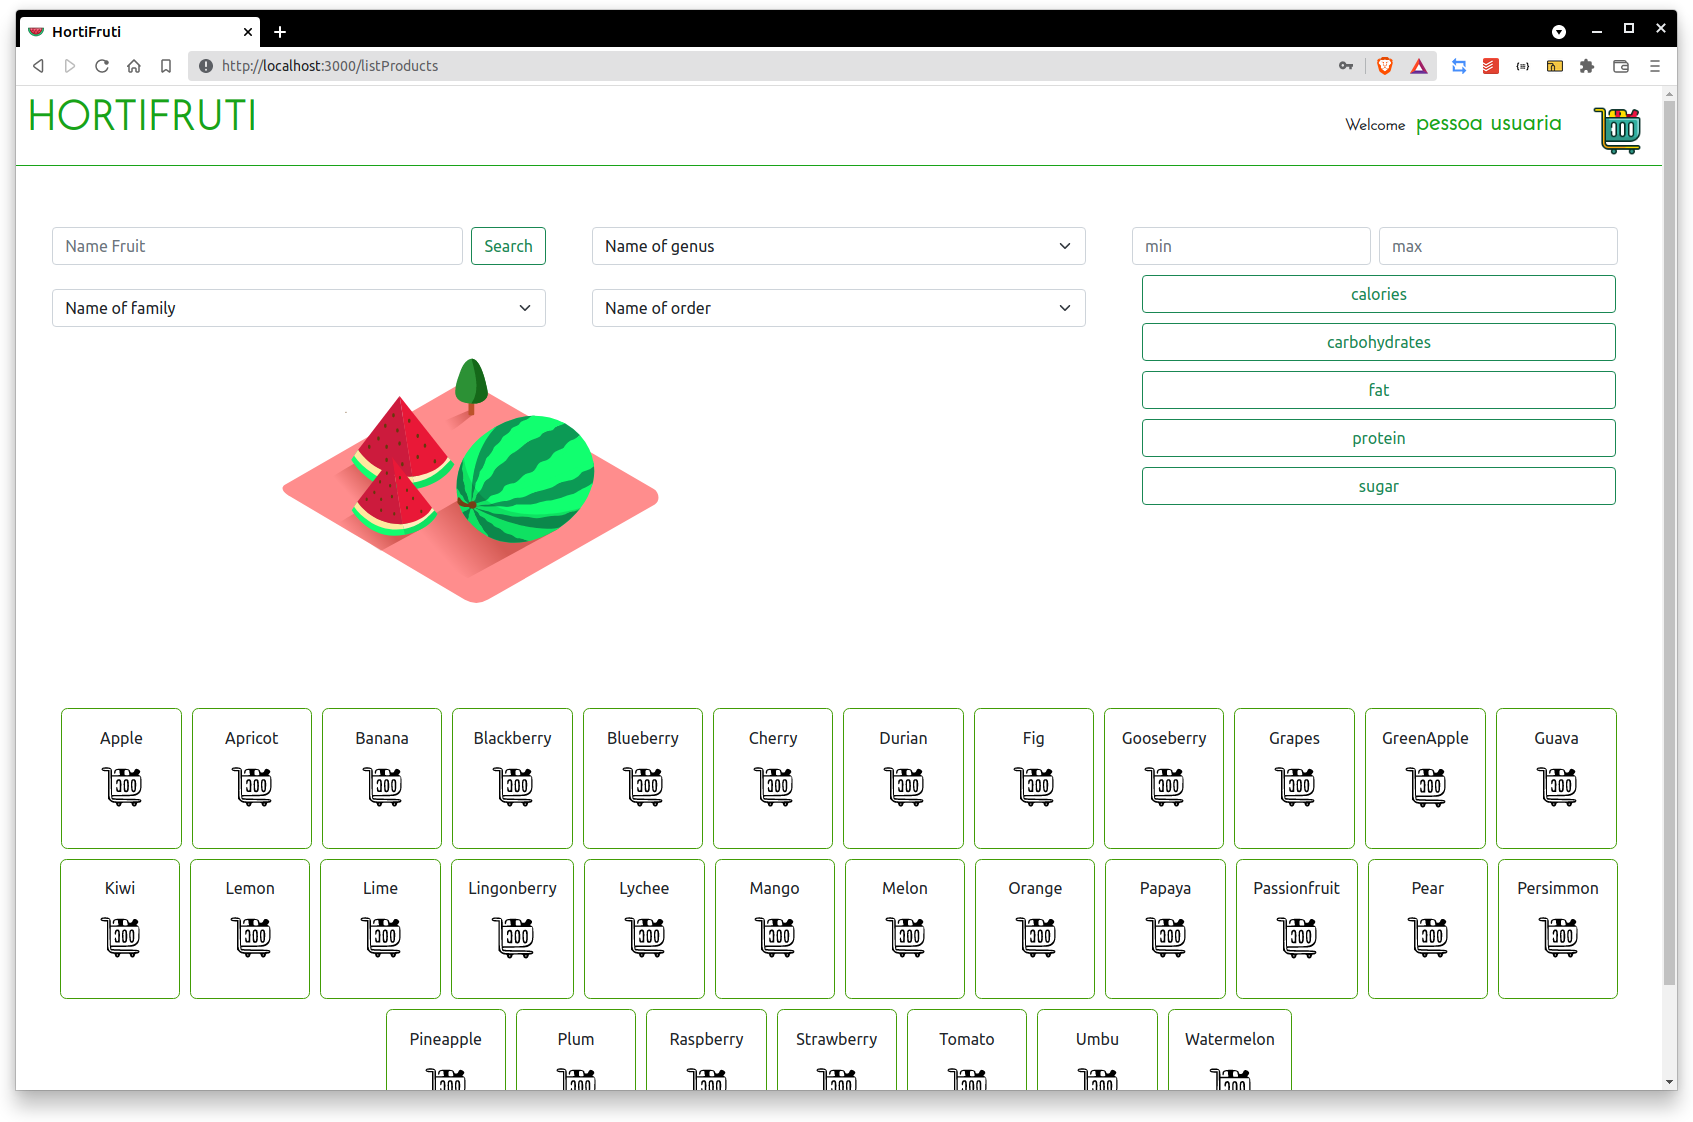 HortiFruti
http://localhost:3000/listProducts
HORTIFRUTI
Welcome pessoa usuaria
Name Fruit Search Name of genus min max
calories
Name of family Name of order
carbohydrates
fat
protein
sugar
Apple Apricot Banana Blackberry Blueberry Cherry Durian Fig Gooseberry Grapes GreenApple Guava
Kiwi Lemon Lime Lingonberry Lychee Mango Melon Orange Papaya Passionfruit Pear Persimmon
Pineapple Plum Raspberry Strawberry Tomato Umbu Watermelon